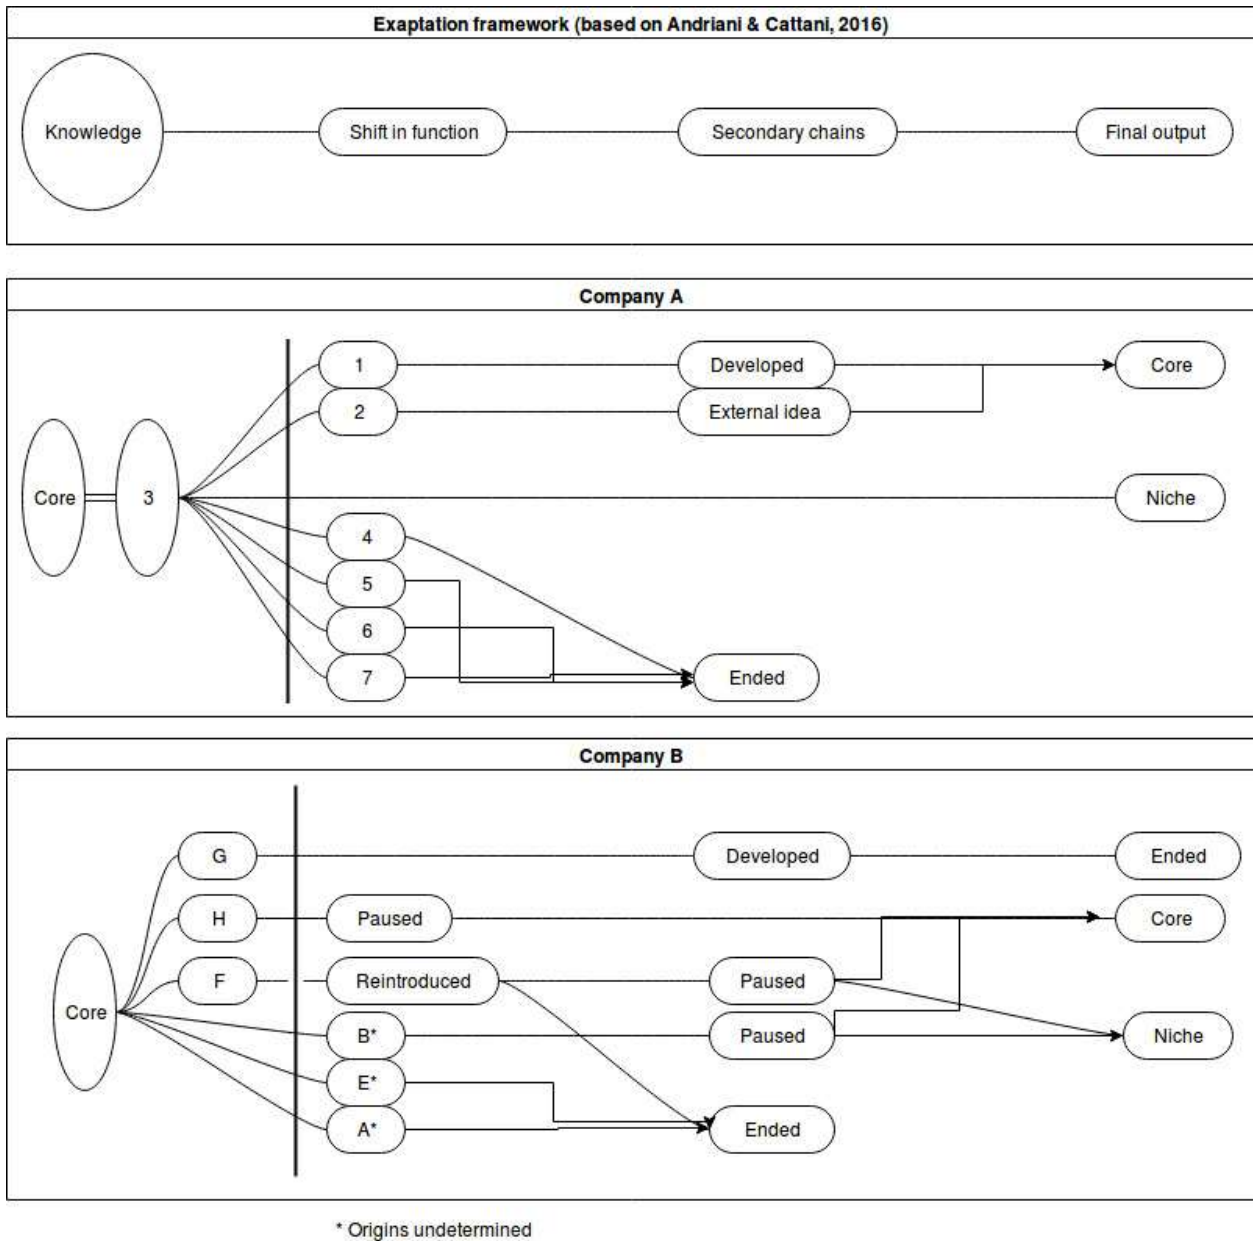 Exaptation framework (based on Andriani & Cattani, 2016)
Knowledge
Shift in function
Secondary chains
Final output
Company A
1
Developed
Core
2
External idea
Core
3
Niche
4
5
6
7
Ended
Company B
G
Developed
Ended
H
Paused
Core
F
Reintroduced
Paused
Core
B*
Paused
Niche
E*
A*
Ended
* Origins undetermined